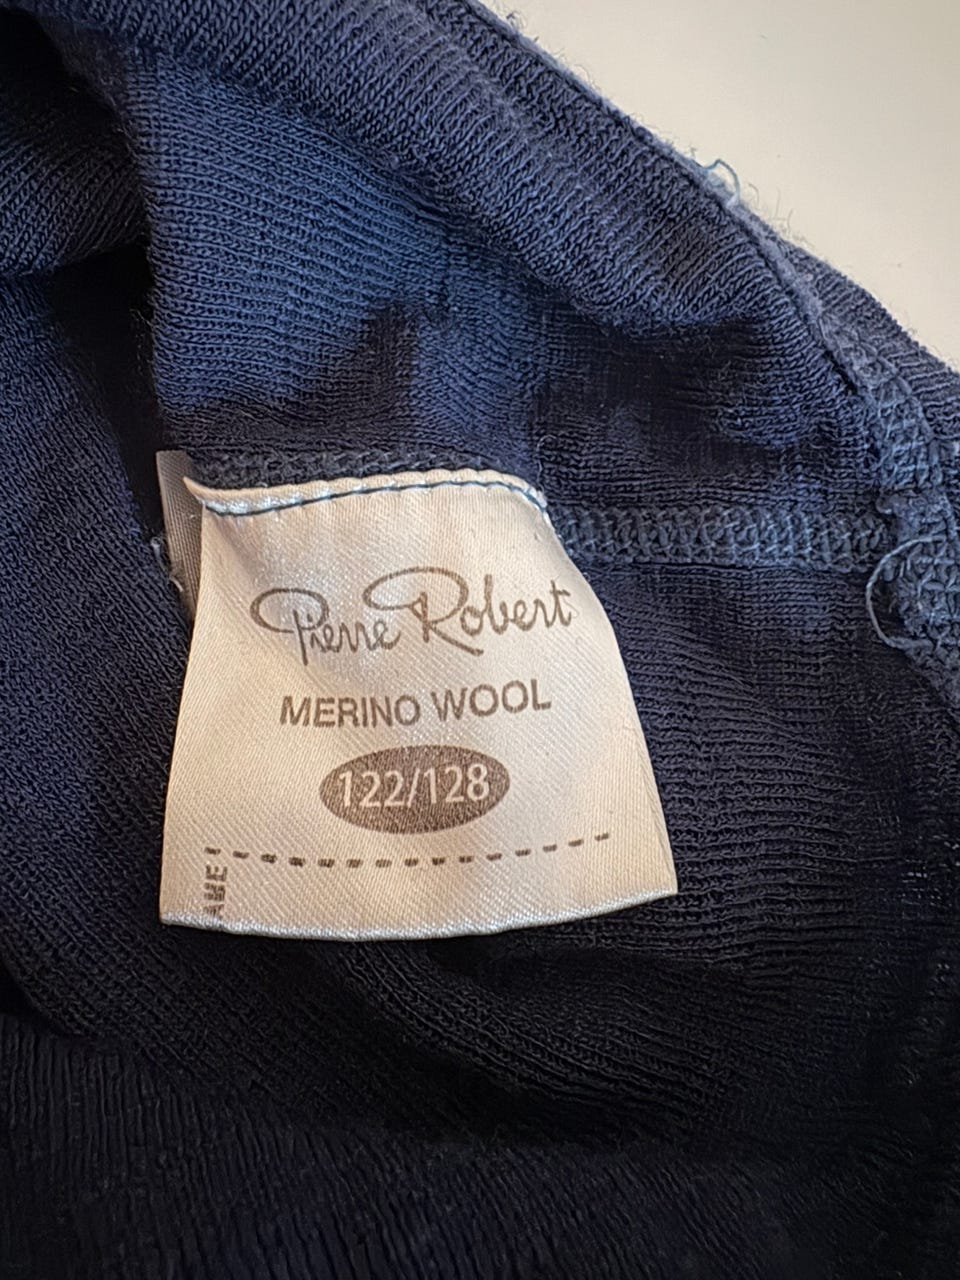 Pierre Robert
MERINO WOOL
122/128